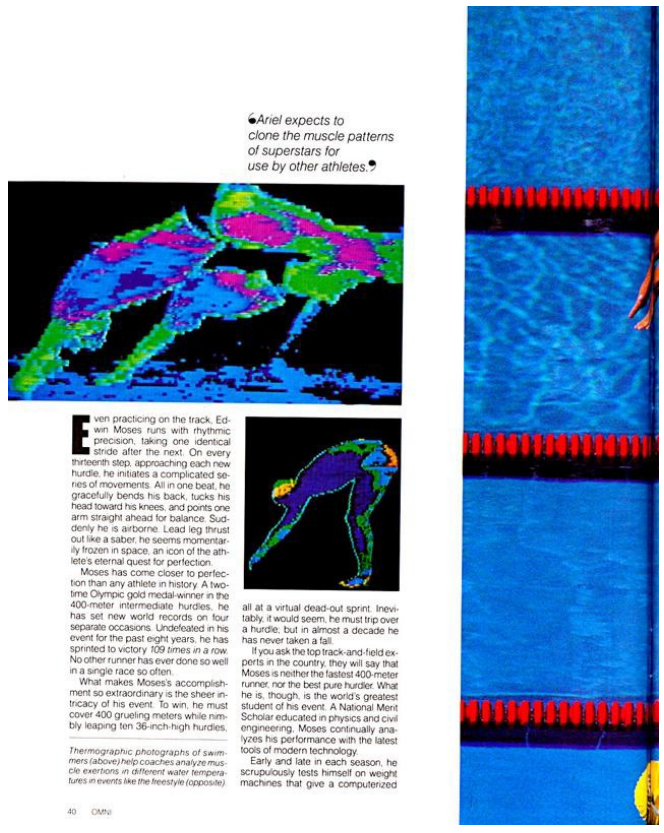 ❛Ariel expects to
clone the muscle patterns
of superstars for
use by other athletes.❜
Even practicing on the track, Ed-
win Moses runs with rhythmic
precision, taking one identical
stride after the next. On every
thirteenth step, approaching each new
hurdle, he initiates a complicated se-
ries of movements. All in one beat, he
gracefully bends his back, tucks his
head toward his knees, and points one
arm straight ahead for balance. Sud-
denly he is airborne. Lead leg thrust
out like a saber, he seems momentar-
ily frozen in space, an icon of the ath-
lete's eternal quest for perfection.
Moses has come closer to perfec-
tion than any athlete in history. A two-
time Olympic gold medal-winner in the
400-meter intermediate hurdles, he
has set new world records on four
separate occasions. Undefeated in his
event for the past eight years, he has
sprinted to victory 109 times in a row.
No other runner has ever done so well
in a single race so often.
What makes Moses's accomplish-
ment so extraordinary is the sheer in-
tricacy of his event. To win, he must
cover 400 grueling meters while nim-
bly leaping ten 36-inch-high hurdles,
Thermographic photographs of swim-
mers (above) help coaches analyze mus-
cle exertions in different water tempera-
tures in events like the freestyle (opposite).
all at a virtual dead-out sprint. Inevi-
tably, it would seem, he must trip over
a hurdle, but in almost a decade he
has never taken a fall.
If you ask the top track-and-field ex-
perts in the country, they will say that
Moses is neither the fastest 400-meter
runner, nor the best pure hurdler. What
he is, though, is the world's greatest
student of his event. A National Merit
Scholar educated in physics and civil
engineering, Moses continually ana-
lyzes his performance with the latest
tools of modern technology.
Early and late in each season, he
scrupulously tests himself on weight
machines that give a computerized
40 OMNI